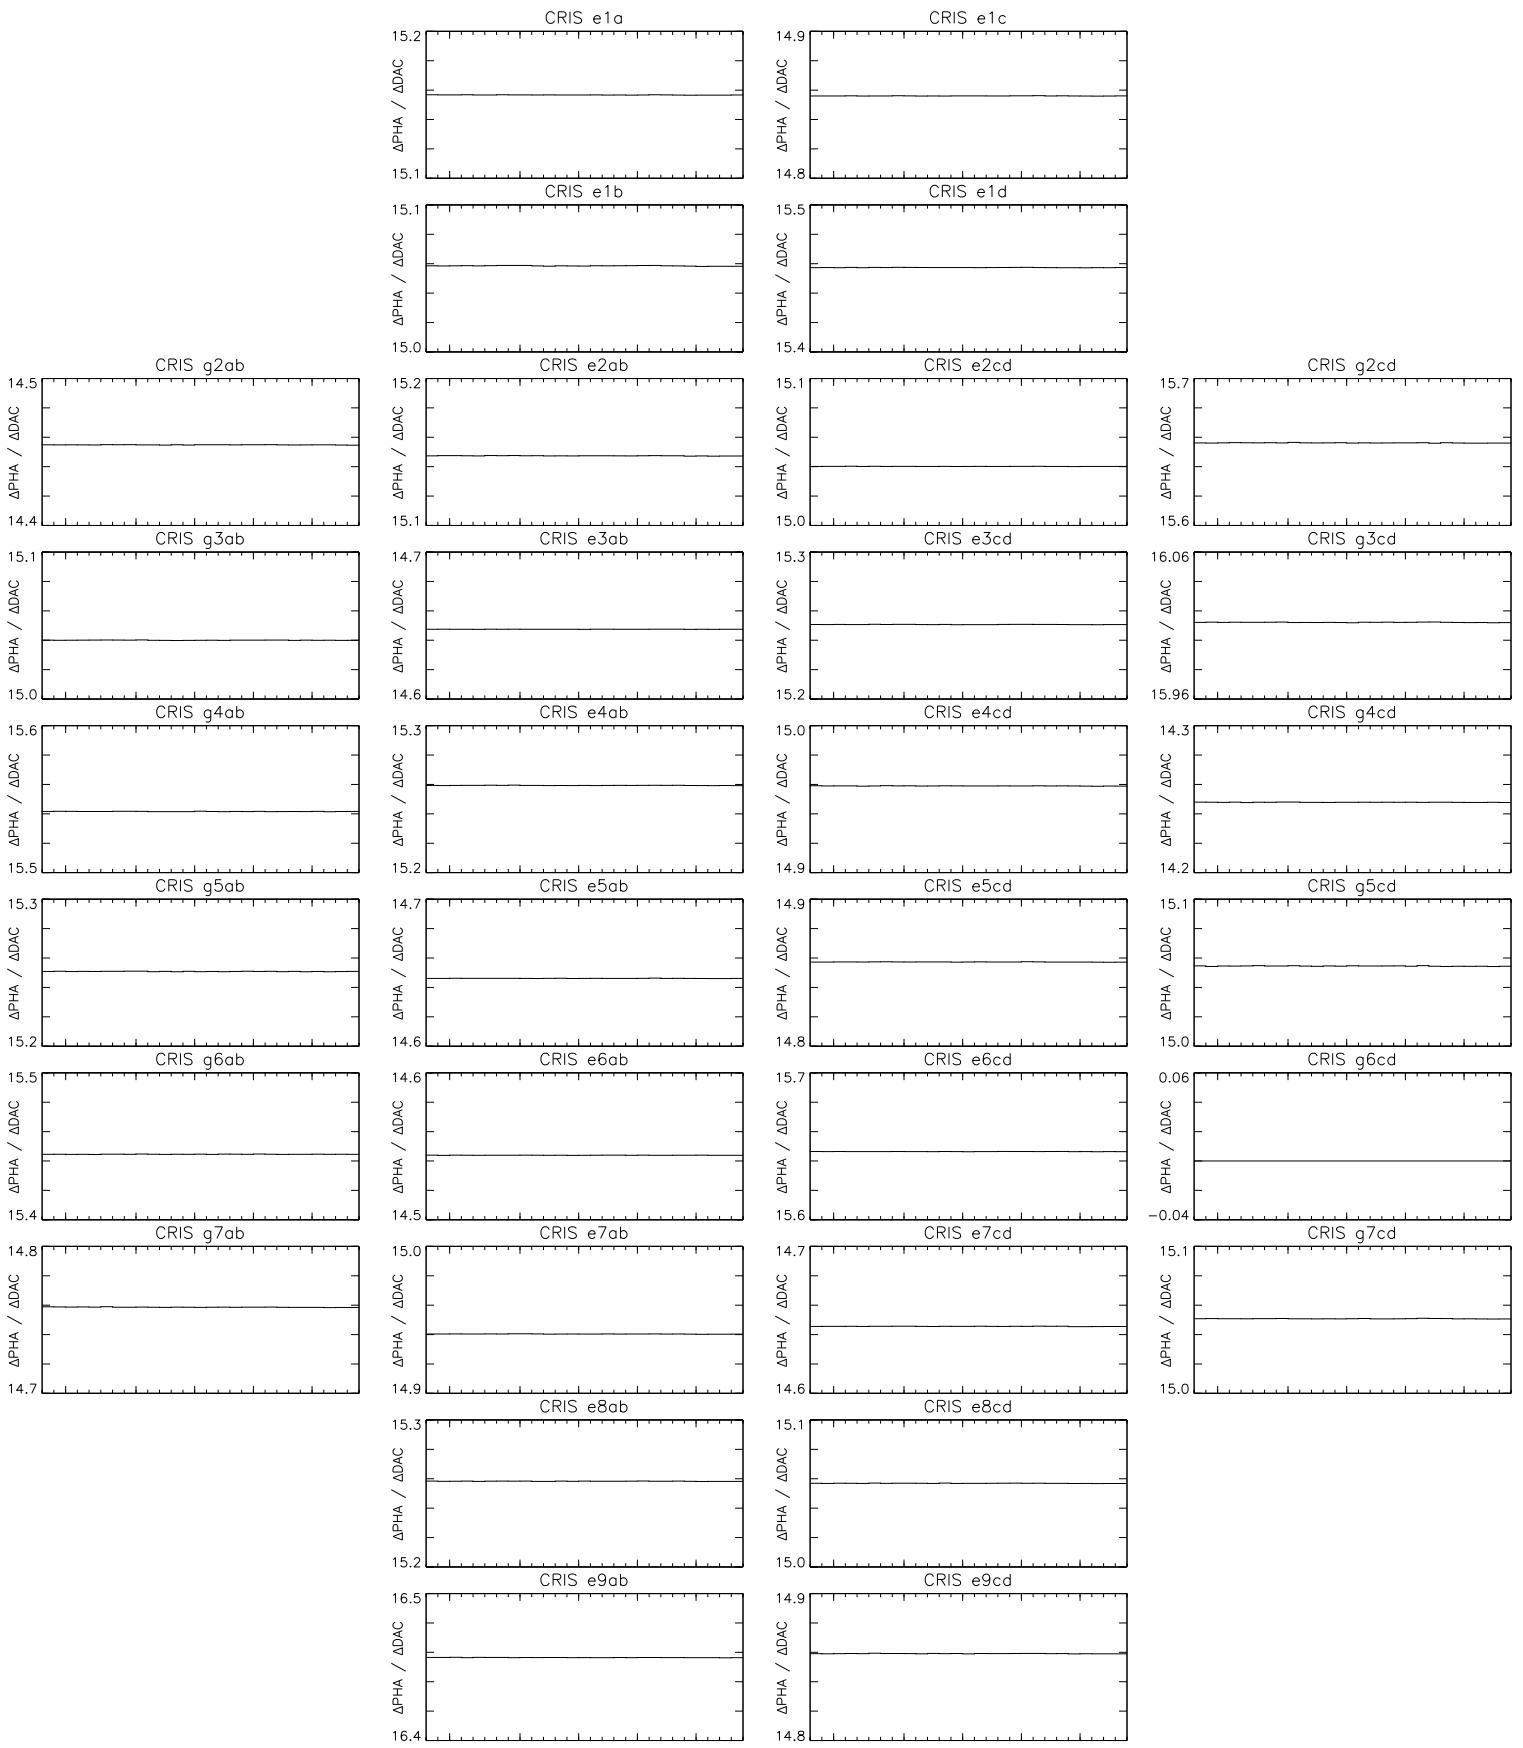 CRIS e1a
15.2
ΔPHA / ΔDAC
15.1
CRIS e1c
14.9
ΔPHA / ΔDAC
14.8
CRIS e1b
15.1
ΔPHA / ΔDAC
15.0
CRIS e1d
15.5
ΔPHA / ΔDAC
15.4
CRIS g2ab
14.5
ΔPHA / ΔDAC
14.4
CRIS e2ab
15.2
ΔPHA / ΔDAC
15.1
CRIS e2cd
15.1
ΔPHA / ΔDAC
15.0
CRIS g2cd
15.7
ΔPHA / ΔDAC
15.6
CRIS g3ab
15.1
ΔPHA / ΔDAC
15.0
CRIS e3ab
14.7
ΔPHA / ΔDAC
14.6
CRIS e3cd
15.3
ΔPHA / ΔDAC
15.2
CRIS g3cd
16.06
ΔPHA / ΔDAC
15.96
CRIS g4ab
15.6
ΔPHA / ΔDAC
15.5
CRIS e4ab
15.3
ΔPHA / ΔDAC
15.2
CRIS e4cd
15.0
ΔPHA / ΔDAC
14.9
CRIS g4cd
14.3
ΔPHA / ΔDAC
14.2
CRIS g5ab
15.3
ΔPHA / ΔDAC
15.2
CRIS e5ab
14.7
ΔPHA / ΔDAC
14.6
CRIS e5cd
14.9
ΔPHA / ΔDAC
14.8
CRIS g5cd
15.1
ΔPHA / ΔDAC
15.0
CRIS g6ab
15.5
ΔPHA / ΔDAC
15.4
CRIS e6ab
14.6
ΔPHA / ΔDAC
14.5
CRIS e6cd
15.7
ΔPHA / ΔDAC
15.6
CRIS g6cd
0.06
ΔPHA / ΔDAC
−0.04
CRIS g7ab
14.8
ΔPHA / ΔDAC
14.7
CRIS e7ab
15.0
ΔPHA / ΔDAC
14.9
CRIS e7cd
14.7
ΔPHA / ΔDAC
14.6
CRIS g7cd
15.1
ΔPHA / ΔDAC
15.0
CRIS e8ab
15.3
ΔPHA / ΔDAC
15.2
CRIS e8cd
15.1
ΔPHA / ΔDAC
15.0
CRIS e9ab
16.5
ΔPHA / ΔDAC
16.4
CRIS e9cd
14.9
ΔPHA / ΔDAC
14.8